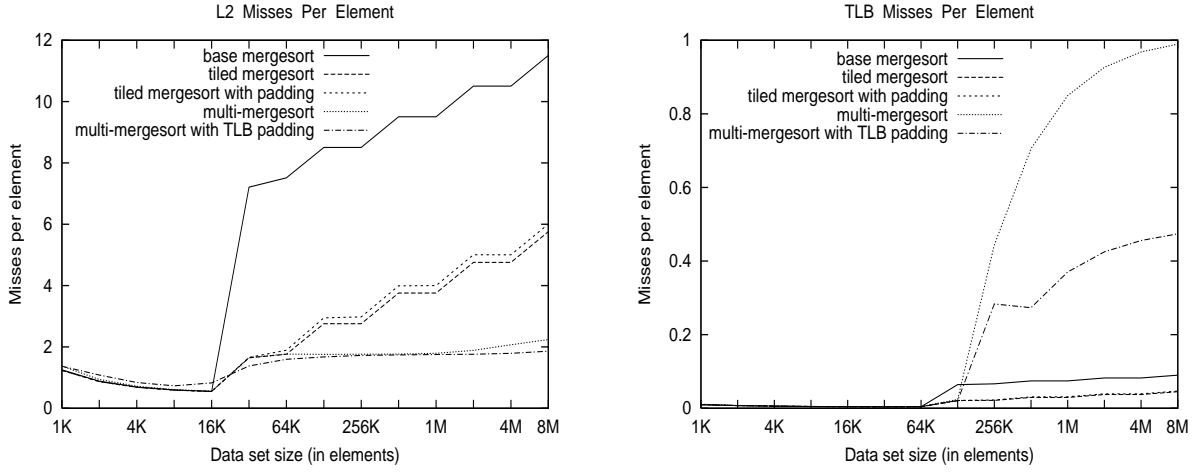 L2 Misses Per Element
12
10
8
6
4
2
0
Misses per element
base mergesort
tiled mergesort
tiled mergesort with padding
multi-mergesort
multi-mergesort with TLB padding
1K 4K 16K 64K 256K 1M 4M 8M
Data set size (in elements)
TLB Misses Per Element
1
0.8
0.6
0.4
0.2
0
Misses per element
base mergesort
tiled mergesort
tiled mergesort with padding
multi-mergesort
multi-mergesort with TLB padding
1K 4K 16K 64K 256K 1M 4M 8M
Data set size (in elements)